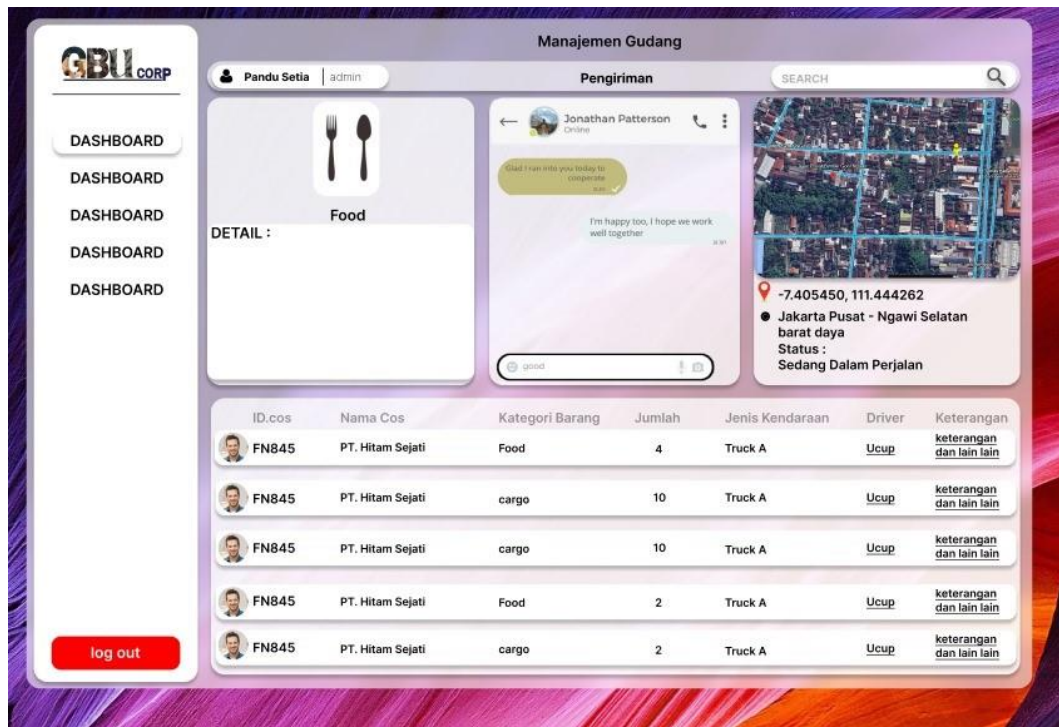 GBU CORP
DASHBOARD
DASHBOARD
DASHBOARD
DASHBOARD
DASHBOARD
log out
Manajemen Gudang
Pandu Setia admin
Pengiriman
SEARCH
Food
DETAIL :
Jonathan Patterson
Online
Glad I ran into you today to
cooperate
I'm happy too, I hope we work
well together
good
-7.405450, 111.444262
Jakarta Pusat - Ngawi Selatan
barat daya
Status :
Sedang Dalam Perjalan
ID.cos Nama Cos Kategori Barang Jumlah Jenis Kendaraan Driver Keterangan
FN845 PT. Hitam Sejati Food 4 Truck A Ucup keterangan
dan lain lain
FN845 PT. Hitam Sejati cargo 10 Truck A Ucup keterangan
dan lain lain
FN845 PT. Hitam Sejati cargo 10 Truck A Ucup keterangan
dan lain lain
FN845 PT. Hitam Sejati Food 2 Truck A Ucup keterangan
dan lain lain
FN845 PT. Hitam Sejati cargo 2 Truck A Ucup keterangan
dan lain lain